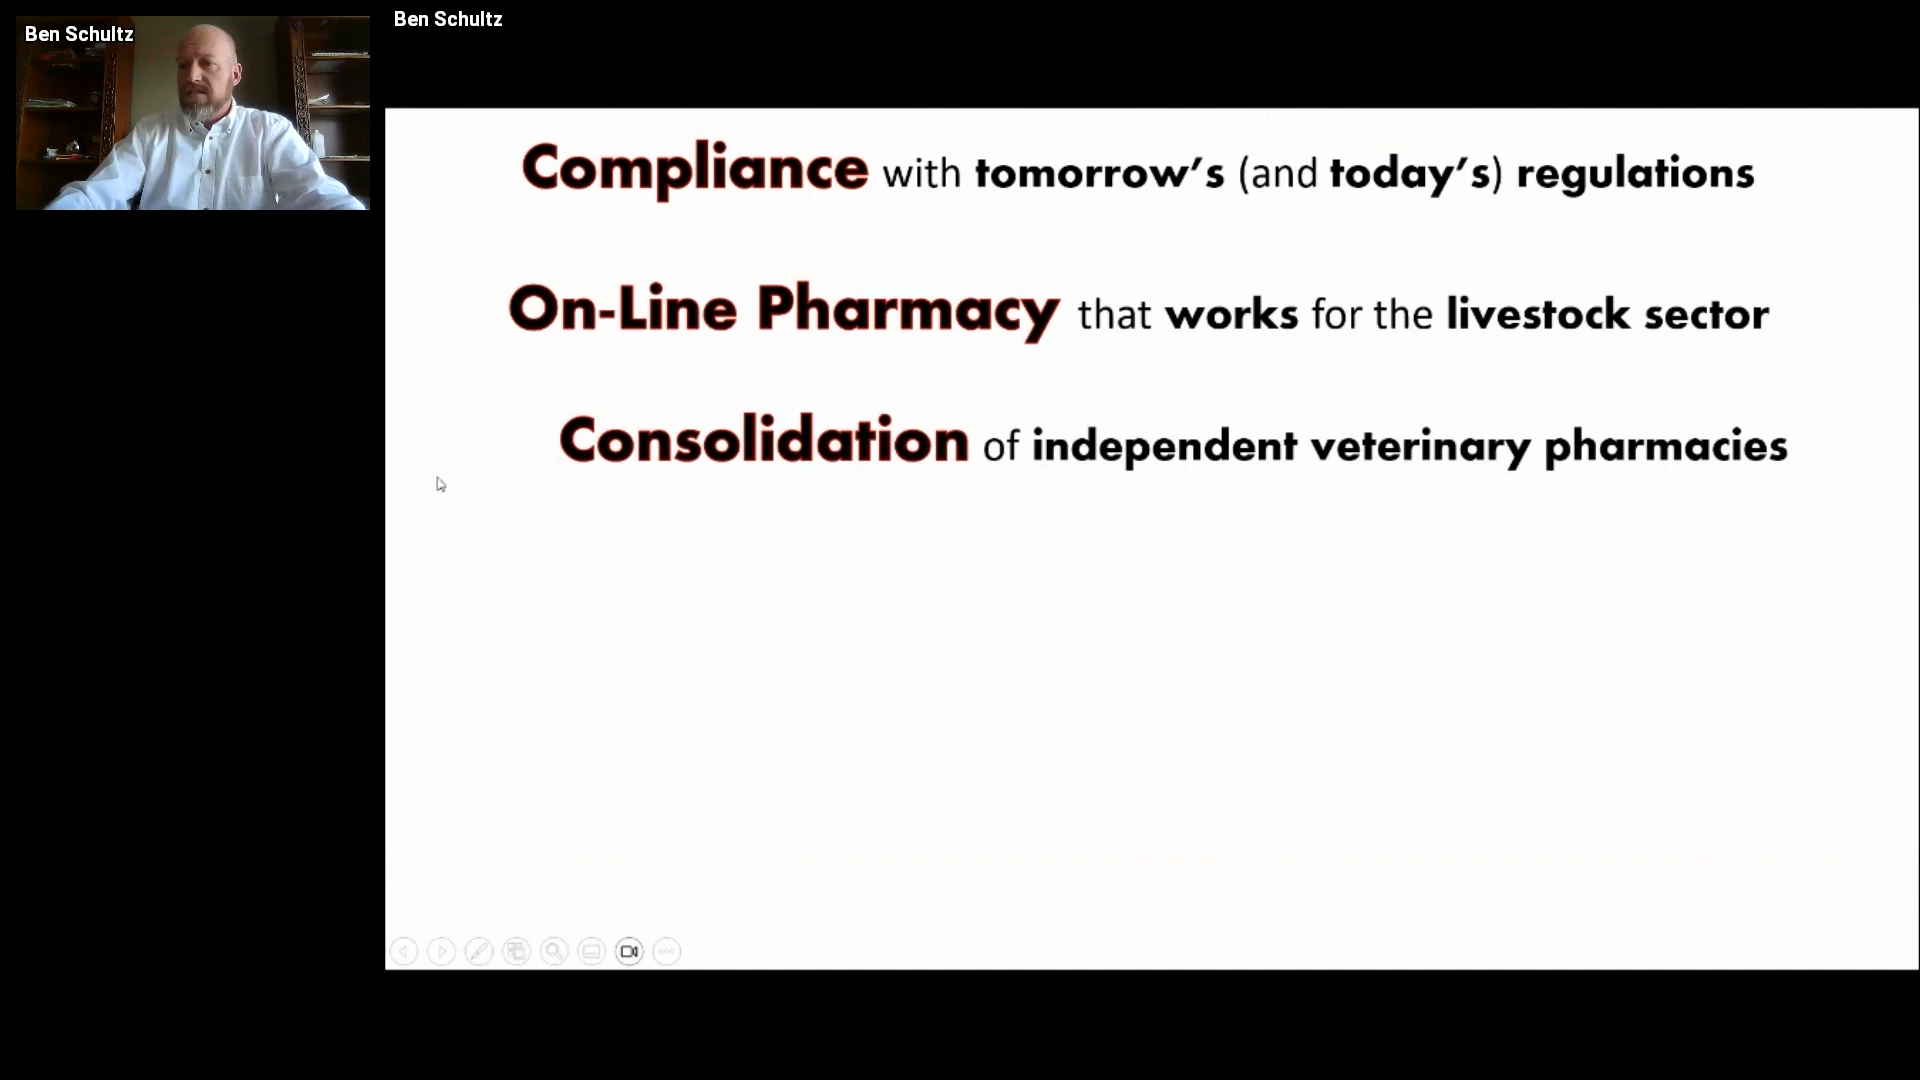 Ben Schultz
Ben Schultz
Compliance with tomorrow's (and today's) regulations
On-Line Pharmacy that works for the livestock sector
Consolidation of independent veterinary pharmacies